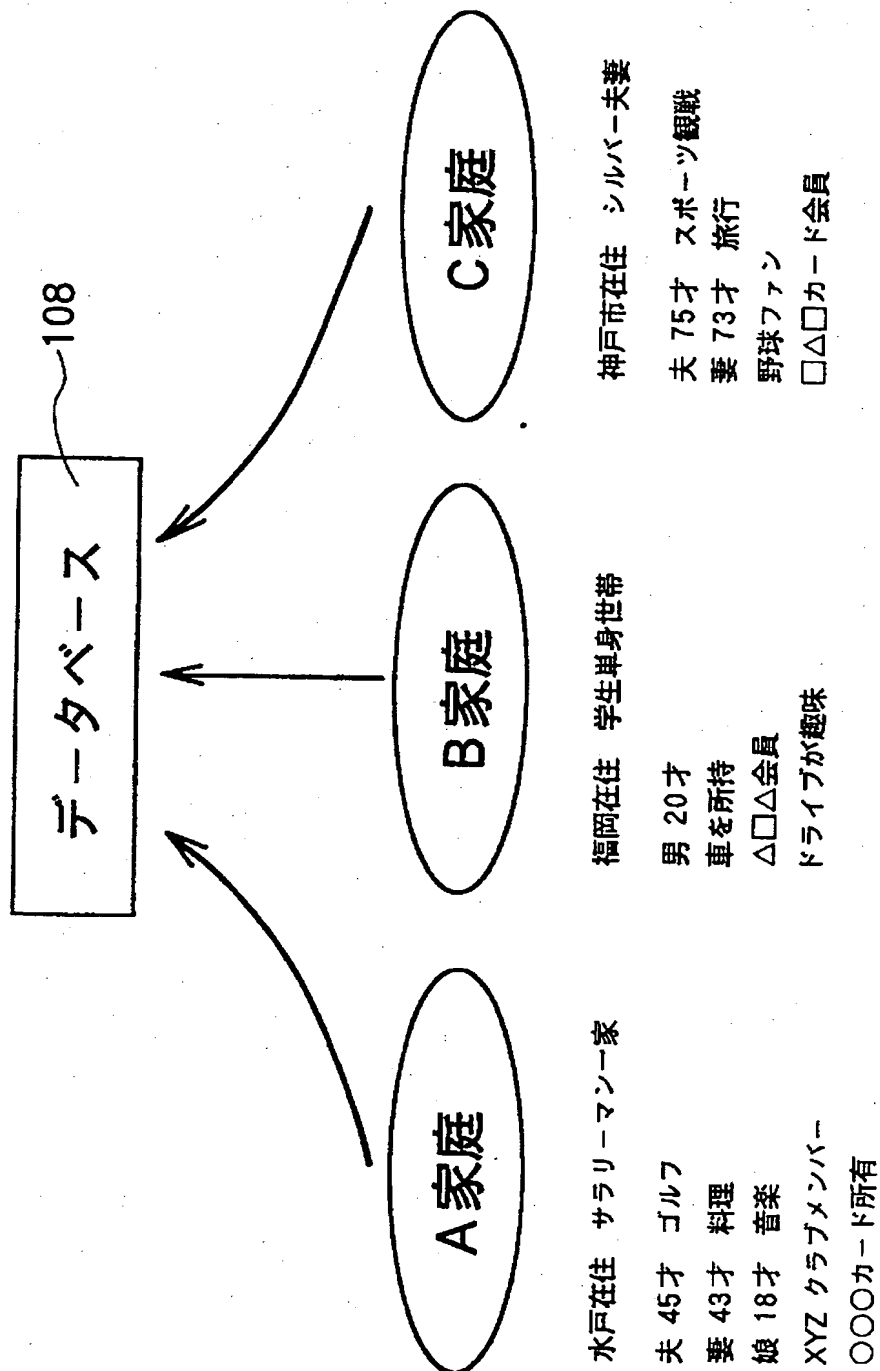 データベース
108
A家庭
水戸在住 サラリーマン一家
夫 45才 ゴルフ
妻 43才 料理
娘 18才 音楽
XYZ クラブメンバー
○○○カード所有
B家庭
福岡在住 学生単身世帯
男 20才
車を所持
△□△会員
ドライブが趣味
C家庭
神戸市在住 シルバー夫妻
夫 75才 スポーツ観戦
妻 73才 旅行
野球ファン
□△□カード会員